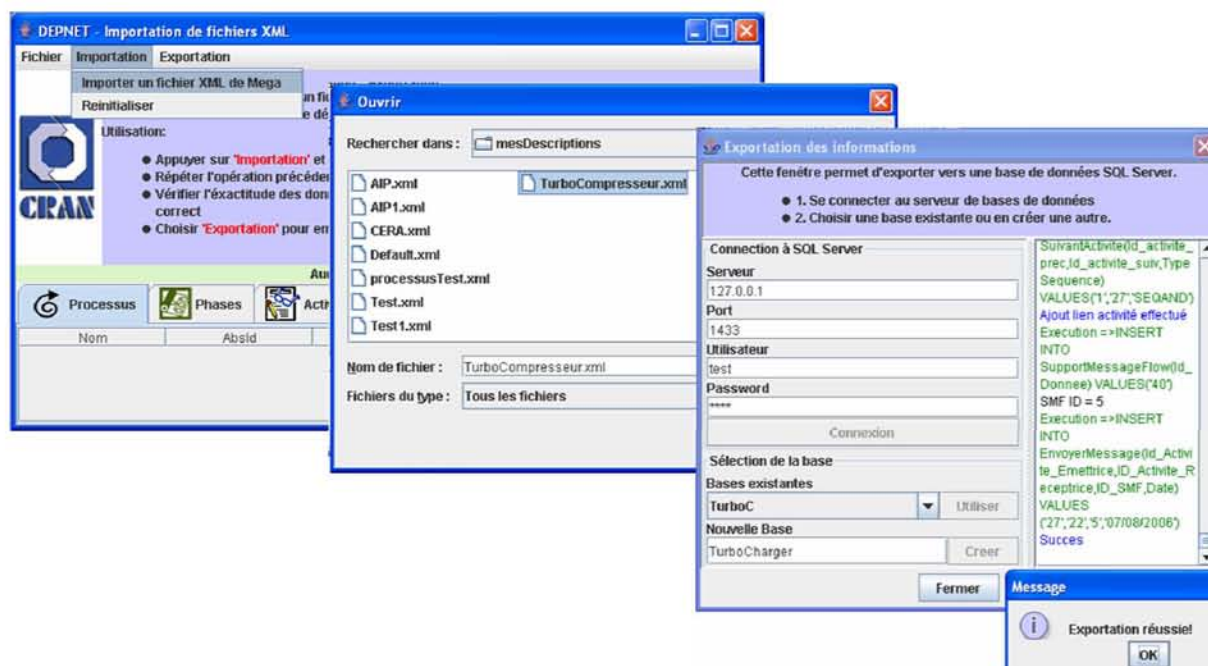 DEPNET - Importation de fichiers XML
Fichier Importation Exportation
Importer un fichier XML de Mega
Reinitialiser
un
Utilisation:
Appuyer sur 'Importation' et
Répéter l'opération
Vérifier l'éxactitude des
correct
Choisir 'Exportation' pour
CRAN
Processus
Phases
Nom
AbsId
Ouvrir
Rechercher dans :
mesDescriptions
AIP.xml
AIP1.xml
CERA.xml
Default.xml
processusTest.xml
Test.xml
Test1.xml
TurboCompresseur.xml
Nom de fichier : TurboCompresseur.xml
Fichiers du type : Tous les fichiers
Exportation des informations
Cette fenêtre permet d'exporter vers une base de données SQL Server.
1. Se connecter au serveur de bases de données
2. Choisir une base existante ou en créer une autre.
Connection à SQL Server
Serveur
127.0.0.1
Port
1433
Utilisateur
test
Password
****
Connexion
Sélection de la base
Bases existantes
TurboC
Utiliser
Nouvelle Base
TurboCharger
Creer
Fermer
SuivantActivite(Id_activite_
prec,Id_activite_suiv,Type
Sequence)
VALUES('1','27','SEQAND')
Ajout lien activité effectué
Execution =>INSERT
INTO
SupportMessageFlow(Id_
Donnee) VALUES('40')
SMF ID = 5
Execution =>INSERT
INTO
EnvoyerMessage(Id_Activi
te_Emettrice,ID_Activite_R
eceptrice,ID_SMF,Date)
VALUES
('27','22','5','07/08/2006')
Succes
Message
Exportation réussie!
OK